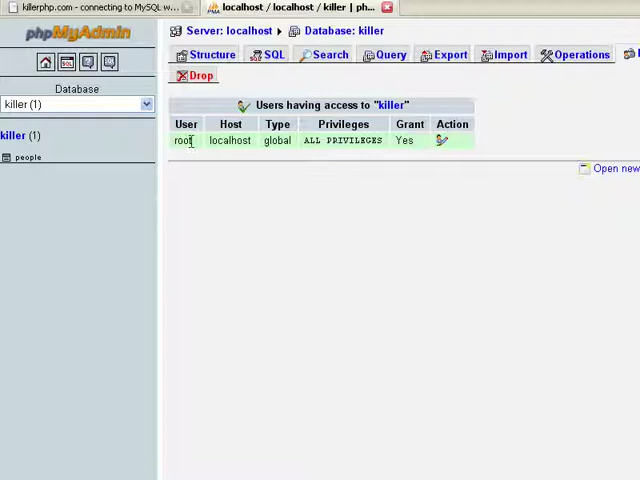 killerphp.com - connecting to MySQL w...
localhost / localhost / killer | ph...
phpMyAdmin
Server: localhost Database: killer
Structure SQL Search Query Export Import Operations
Drop
SQL
Database
killer (1)
Users having access to "killer"
User Host Type Privileges Grant Action
killer (1)
root localhost global ALL PRIVILEGES Yes
people
Open new